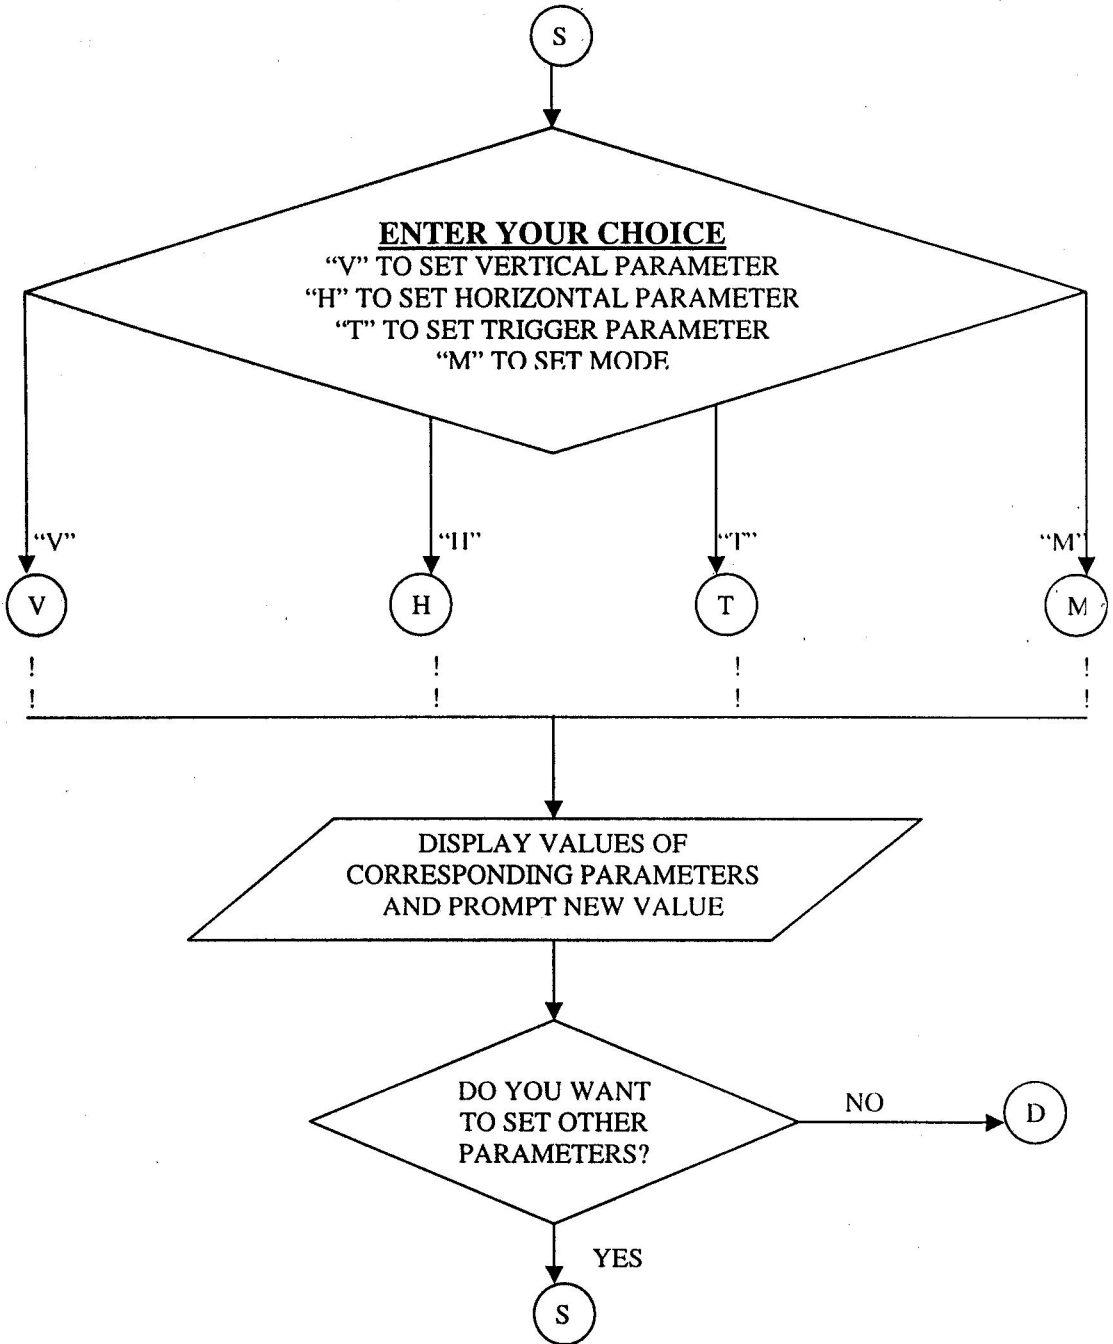 S
ENTER YOUR CHOICE
“V” TO SET VERTICAL PARAMETER
“H” TO SET HORIZONTAL PARAMETER
“T” TO SET TRIGGER PARAMETER
“M” TO SET MODE
“V” “H” “T” “M”
V H T M
! ! ! !
! ! ! !
DISPLAY VALUES OF
CORRESPONDING PARAMETERS
AND PROMPT NEW VALUE
DO YOU WANT
TO SET OTHER
PARAMETERS?
NO
D
YES
S